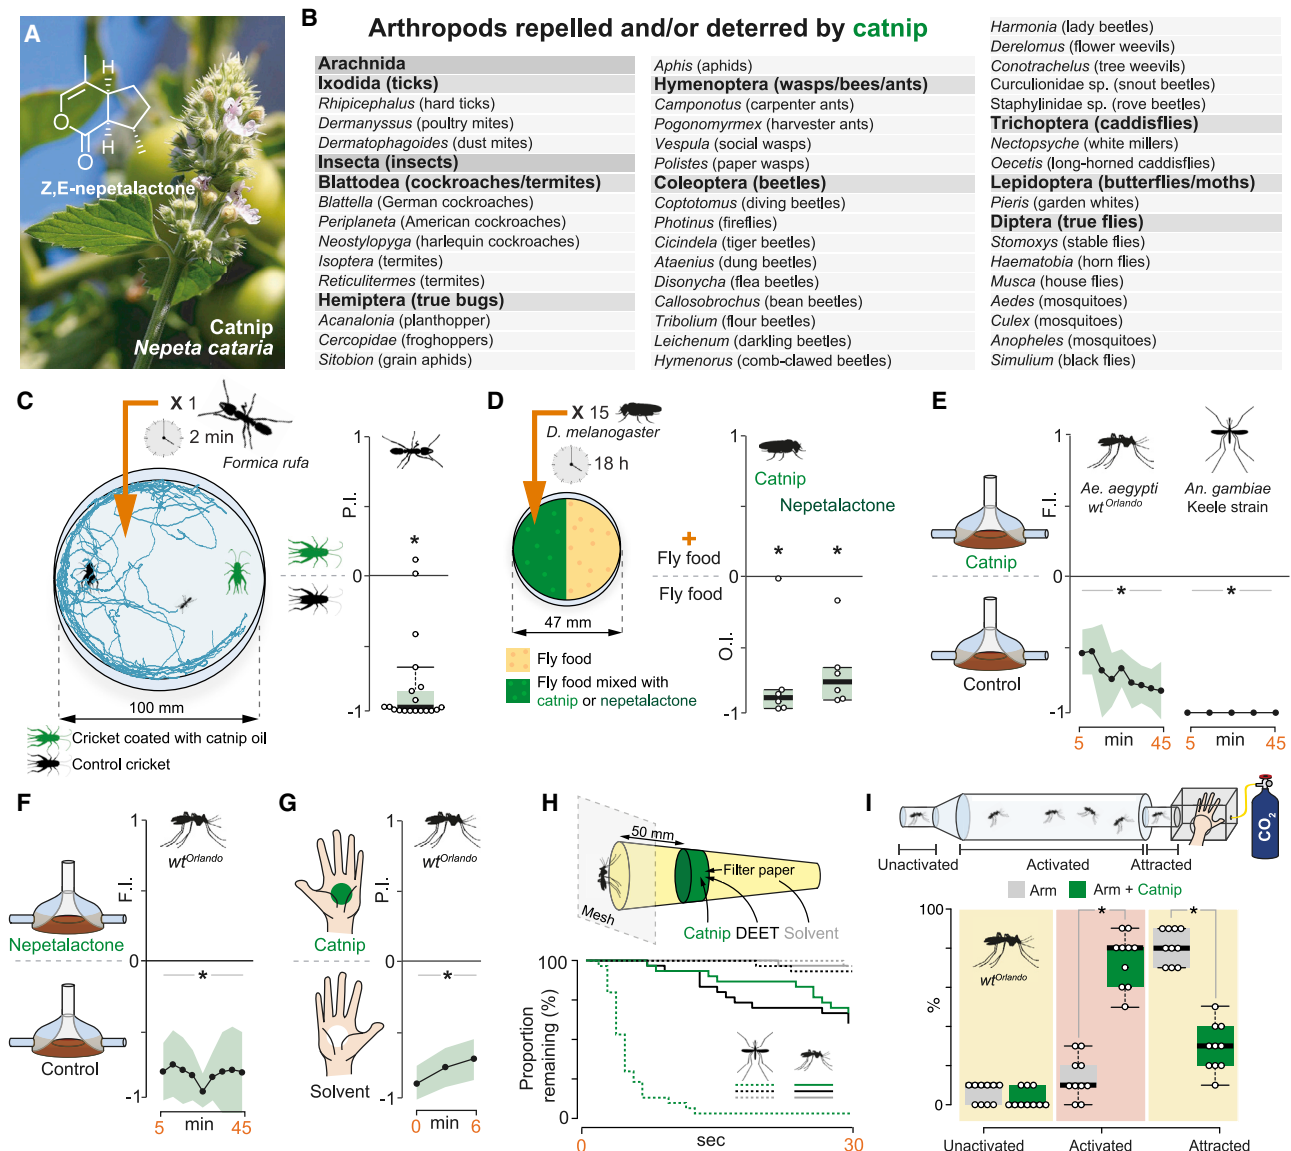 A
H
O
O
H
Z,E-nepetalactone
Catnip
Nepeta cataria
B
Arthropods repelled and/or deterred by catnip
Arachnida
Ixodida (ticks)
Rhipicephalus (hard ticks)
Dermanyssus (poultry mites)
Dermatophagoides (dust mites)
Insecta (insects)
Blattodea (cockroaches/termites)
Blattella (German cockroaches)
Periplaneta (American cockroaches)
Neostylopyga (harlequin cockroaches)
Isoptera (termites)
Reticulitermes (termites)
Hemiptera (true bugs)
Acanalonia (planthopper)
Cercopidae (froghoppers)
Sitobion (grain aphids)
Aphis (aphids)
Hymenoptera (wasps/bees/ants)
Camponotus (carpenter ants)
Pogonomyrmex (harvester ants)
Vespula (social wasps)
Polistes (paper wasps)
Coleoptera (beetles)
Coptotomus (diving beetles)
Photinus (fireflies)
Cicindela (tiger beetles)
Ataenius (dung beetles)
Disonycha (flea beetles)
Callosobrochus (bean beetles)
Tribolium (flour beetles)
Leichenum (darkling beetles)
Hymenorus (comb-clawed beetles)
Harmonia (lady beetles)
Derelomus (flower weevils)
Conotrachelus (tree weevils)
Curculionidae sp. (snout beetles)
Staphylinidae sp. (rove beetles)
Trichoptera (caddisflies)
Nectopsyche (white millers)
Oecetis (long-horned caddisflies)
Lepidoptera (butterflies/moths)
Pieris (garden whites)
Diptera (true flies)
Stomoxys (stable flies)
Haematobia (horn flies)
Musca (house flies)
Aedes (mosquitoes)
Culex (mosquitoes)
Anopheles (mosquitoes)
Simulium (black flies)
C
X 1
2 min
Formica rufa
100 mm
Cricket coated with catnip oil
Control cricket
P.I.
1
*
0
-1
D
X 15
D. melanogaster
18 h
47 mm
Fly food
Fly food mixed with
catnip or nepetalactone
+
Fly food
Fly food
O.I.
1
Catnip
Nepetalactone
* *
0
-1
E
Catnip
Control
F.I.
1
Ae. aegypti
wt Orlando
An. gambiae
Keele strain
0
* *
-1
5 min 45 5 min 45
F
Nepetalactone
Control
F.I.
1
wt Orlando
0
*
-1
5 min 45
G
Catnip
Solvent
P.I.
1
wt Orlando
0
*
-1
0 min 6
H
50 mm
Mesh
Filter paper
Catnip DEET Solvent
Proportion
remaining (%)
100
0
0 sec 30
I
CO2
Unactivated Activated Attracted
Arm Arm + Catnip
%
100
* *
wt Orlando
0
Unactivated Activated Attracted